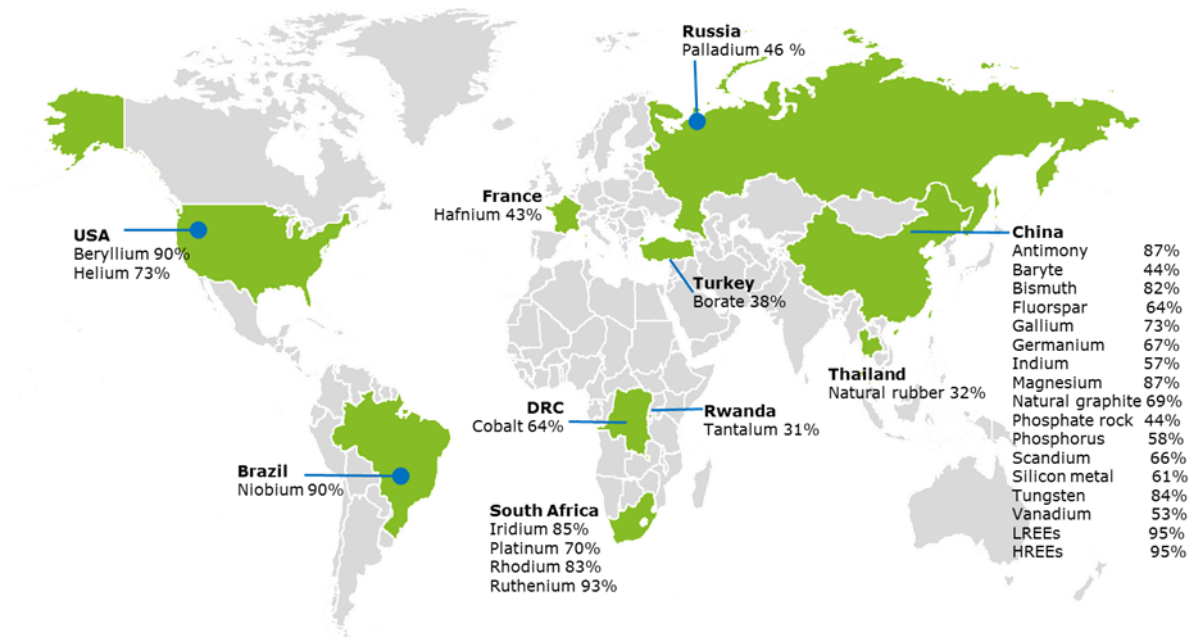 Russia
Palladium 46 %
France
Hafnium 43%
USA
Beryllium 90%
Helium 73%
Turkey
Borate 38%
China
Antimony 87%
Baryte 44%
Bismuth 82%
Fluorspar 64%
Gallium 73%
Germanium 67%
Indium 57%
Magnesium 87%
Natural graphite 69%
Phosphate rock 44%
Phosphorus 58%
Scandium 66%
Silicon metal 61%
Tungsten 84%
Vanadium 53%
LREEs 95%
HREEs 95%
Thailand
Natural rubber 32%
DRC
Cobalt 64%
Rwanda
Tantalum 31%
Brazil
Niobium 90%
South Africa
Iridium 85%
Platinum 70%
Rhodium 83%
Ruthenium 93%